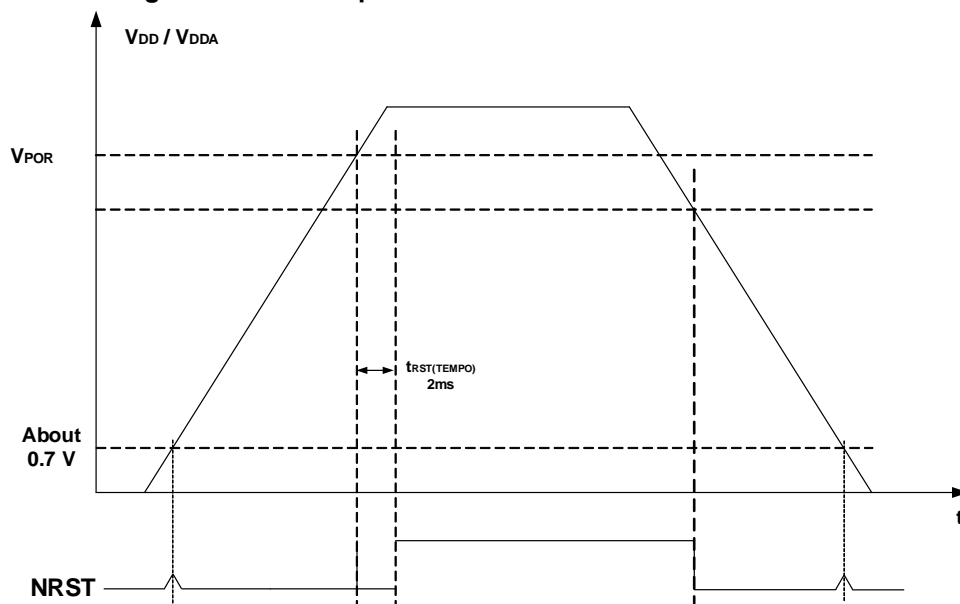 VDD / VDDA
VPOR
tRST(TEMPO)
2ms
About
0.7 V
t
NRST